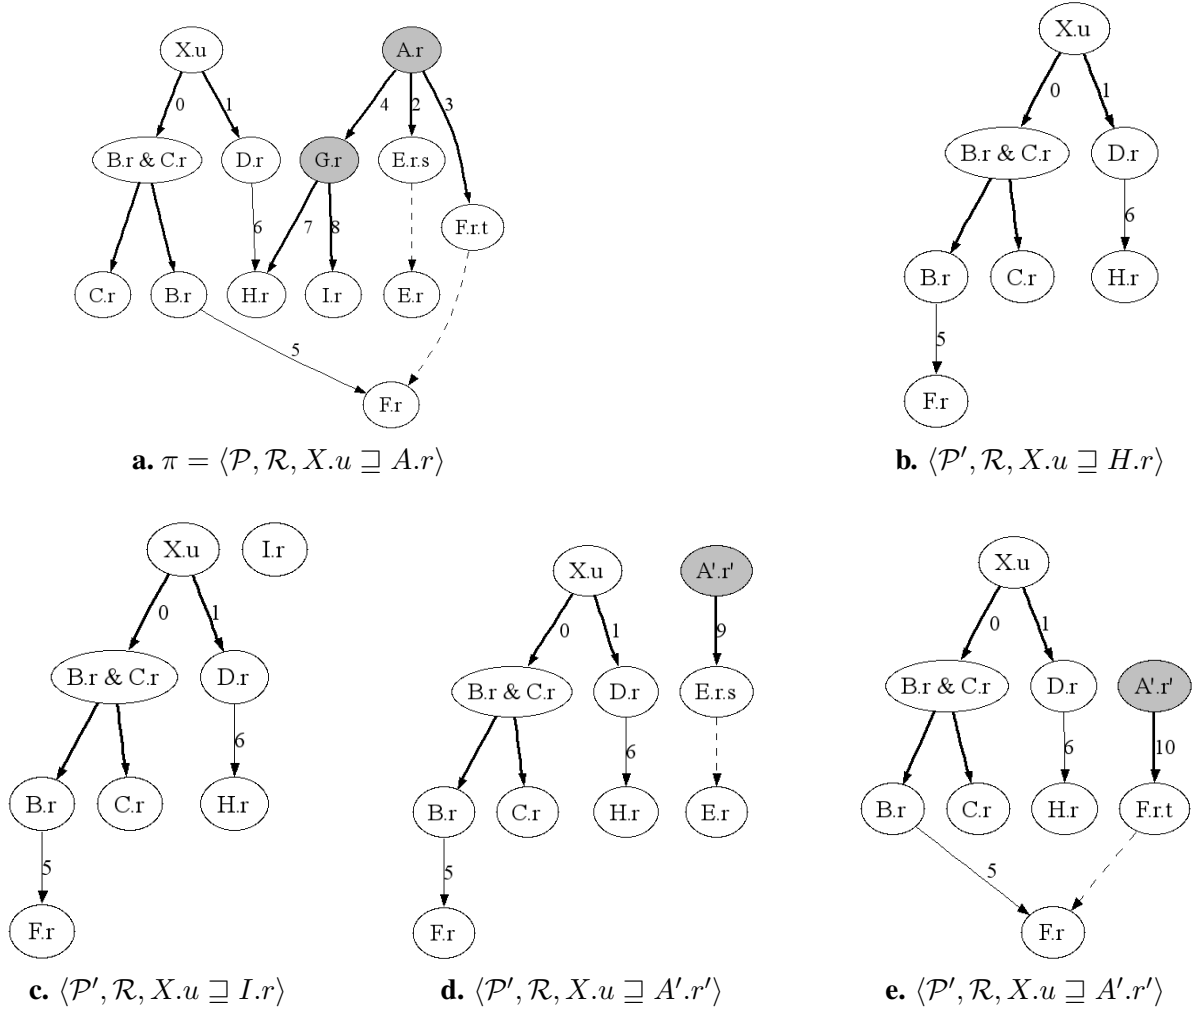 X.u A.r
0 1 4 2 3
B.r & C.r D.r G.r E.r.s
F.r.t
6 7 8
C.r B.r H.r I.r E.r
5
F.r
a. π = ⟨P, R, X.u ⊒ A.r⟩
X.u
0 1
B.r & C.r D.r
6
B.r C.r H.r
5
F.r
b. ⟨P′, R, X.u ⊒ H.r⟩
X.u I.r
0 1
B.r & C.r D.r
6
B.r C.r H.r
5
F.r
c. ⟨P′, R, X.u ⊒ I.r⟩
X.u A'.r'
0 1 9
B.r & C.r D.r E.r.s
6
B.r C.r H.r E.r
5
F.r
d. ⟨P′, R, X.u ⊒ A′.r′⟩
X.u
0 1
B.r & C.r D.r A'.r'
6 10
B.r C.r H.r F.r.t
5
F.r
e. ⟨P′, R, X.u ⊒ A′.r′⟩